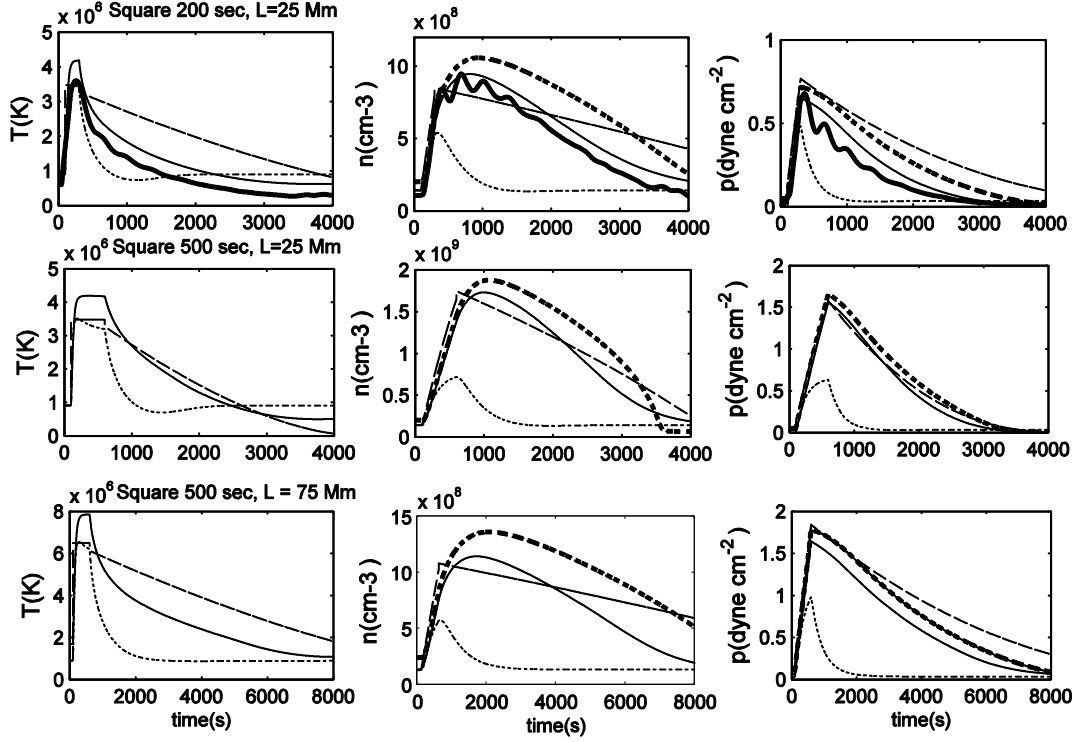 x 10^6 Square 200 sec, L=25 Mm
x 10^8
5
4
3
2
1
0
T(K)
0 1000 2000 3000 4000
10
5
0
n(cm-3 )
0 1000 2000 3000 4000
1
0.5
0
p(dyne cm^-2 )
0 1000 2000 3000 4000
x 10^6 Square 500 sec, L=25 Mm
x 10^9
5
4
3
2
1
0
T(K)
0 1000 2000 3000 4000
2
1.5
1
0.5
0
n(cm-3 )
0 1000 2000 3000 4000
2
1.5
1
0.5
0
p(dyne cm^-2 )
0 1000 2000 3000 4000
x 10^6 Square 500 sec, L = 75 Mm
x 10^8
8
6
4
2
0
T(K)
0 2000 4000 6000 8000
time(s)
15
10
5
0
n(cm-3 )
0 2000 4000 6000 8000
time(s)
2
1.5
1
0.5
0
p(dyne cm^-2 )
0 2000 4000 6000 8000
time(s)